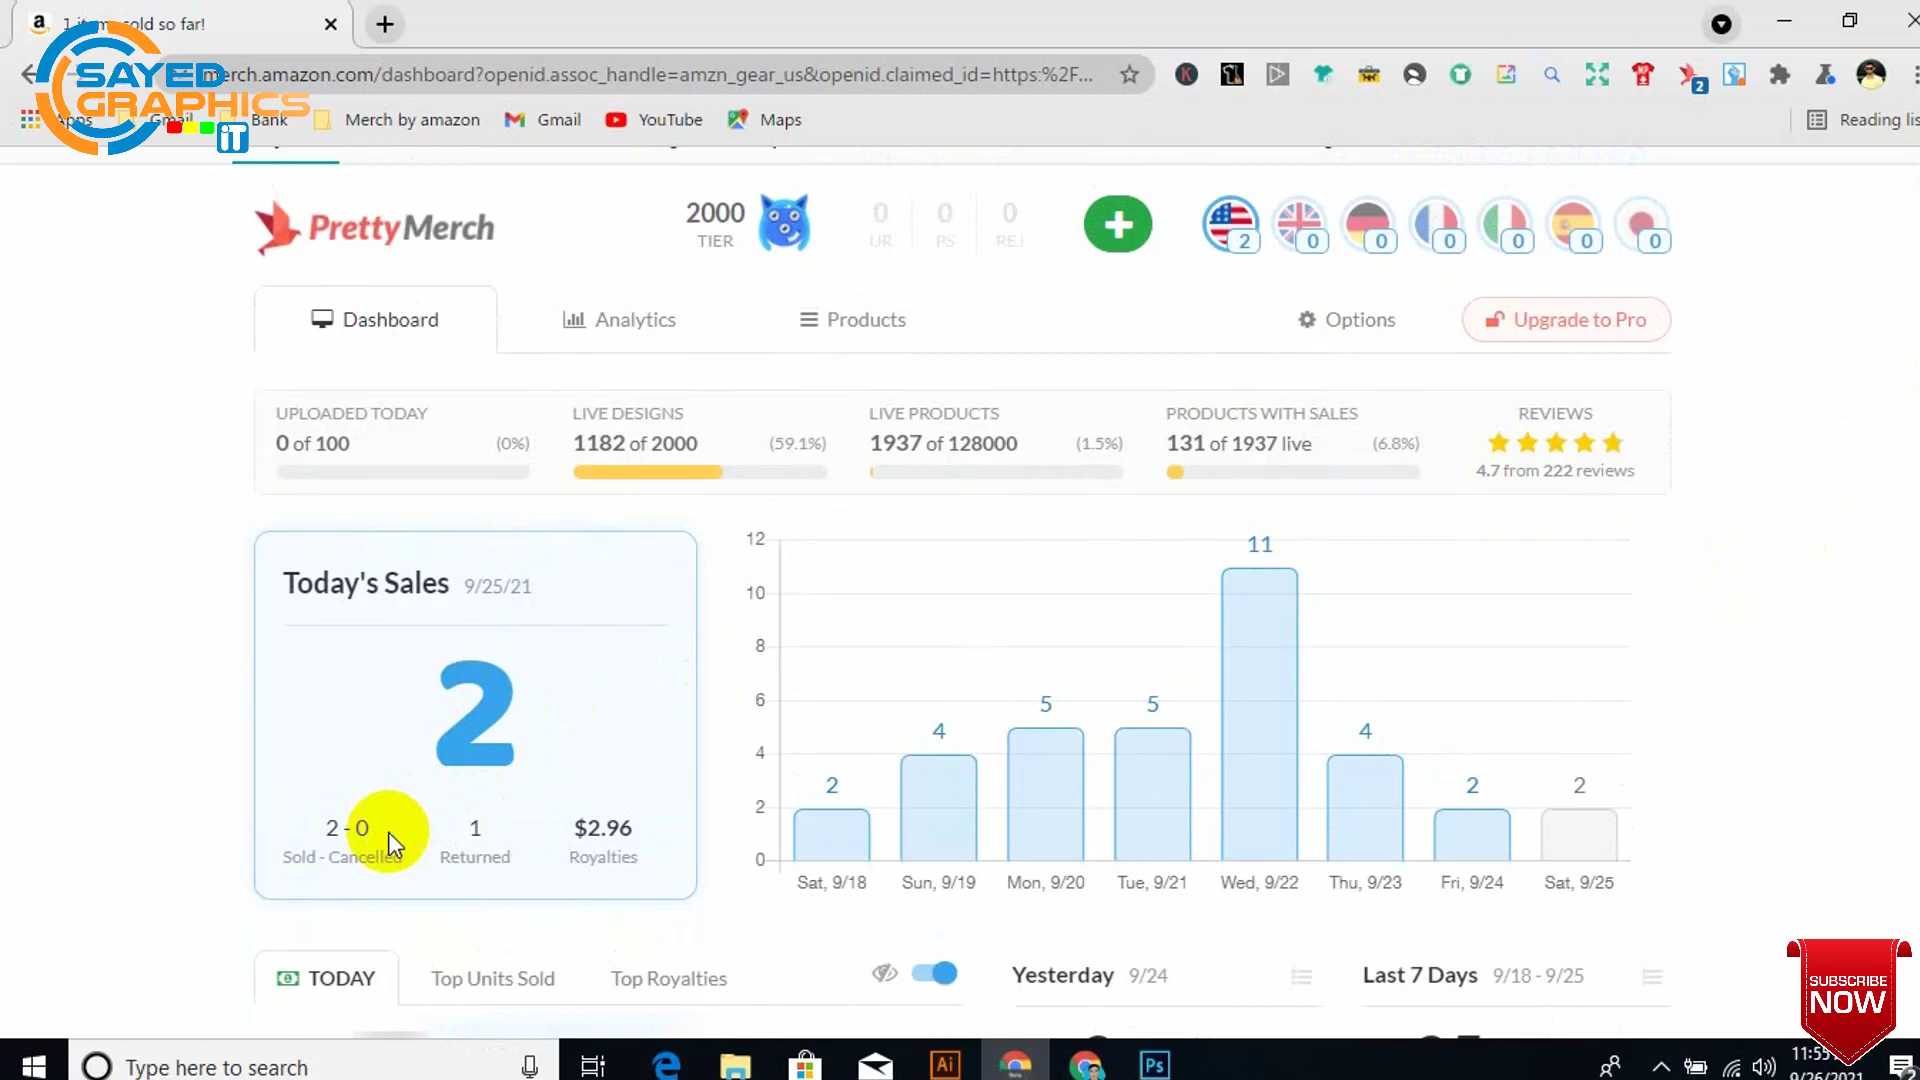 a
sold so far!
SAYED
GRAPHICS
iT
merch.amazon.com/dashboard?openid.assoc_handle=amzn_gear_us&openid.claimed_id=https:%2F...
K
2
Apps
Gmail
Bank
Merch by amazon
Gmail
YouTube
Maps
Reading lis
PrettyMerch
2000
TIER
0
UR
0
PS
0
REJ
2
0
0
0
0
0
0
Dashboard
Analytics
Products
Options
Upgrade to Pro
UPLOADED TODAY
0 of 100
(0%)
LIVE DESIGNS
1182 of 2000
(59.1%)
LIVE PRODUCTS
1937 of 128000
(1.5%)
PRODUCTS WITH SALES
131 of 1937 live
(6.8%)
REVIEWS
4.7 from 222 reviews
Today's Sales 9/25/21
2
2 - 0
Sold - Cancelled
1
Returned
$2.96
Royalties
12
10
8
6
4
2
0
2
4
5
5
11
4
2
2
Sat, 9/18
Sun, 9/19
Mon, 9/20
Tue, 9/21
Wed, 9/22
Thu, 9/23
Fri, 9/24
Sat, 9/25
TODAY
Top Units Sold
Top Royalties
Yesterday 9/24
Last 7 Days 9/18 - 9/25
SUBSCRIBE
NOW
Type here to search
Ai
Ps
11:55
9/26/2021